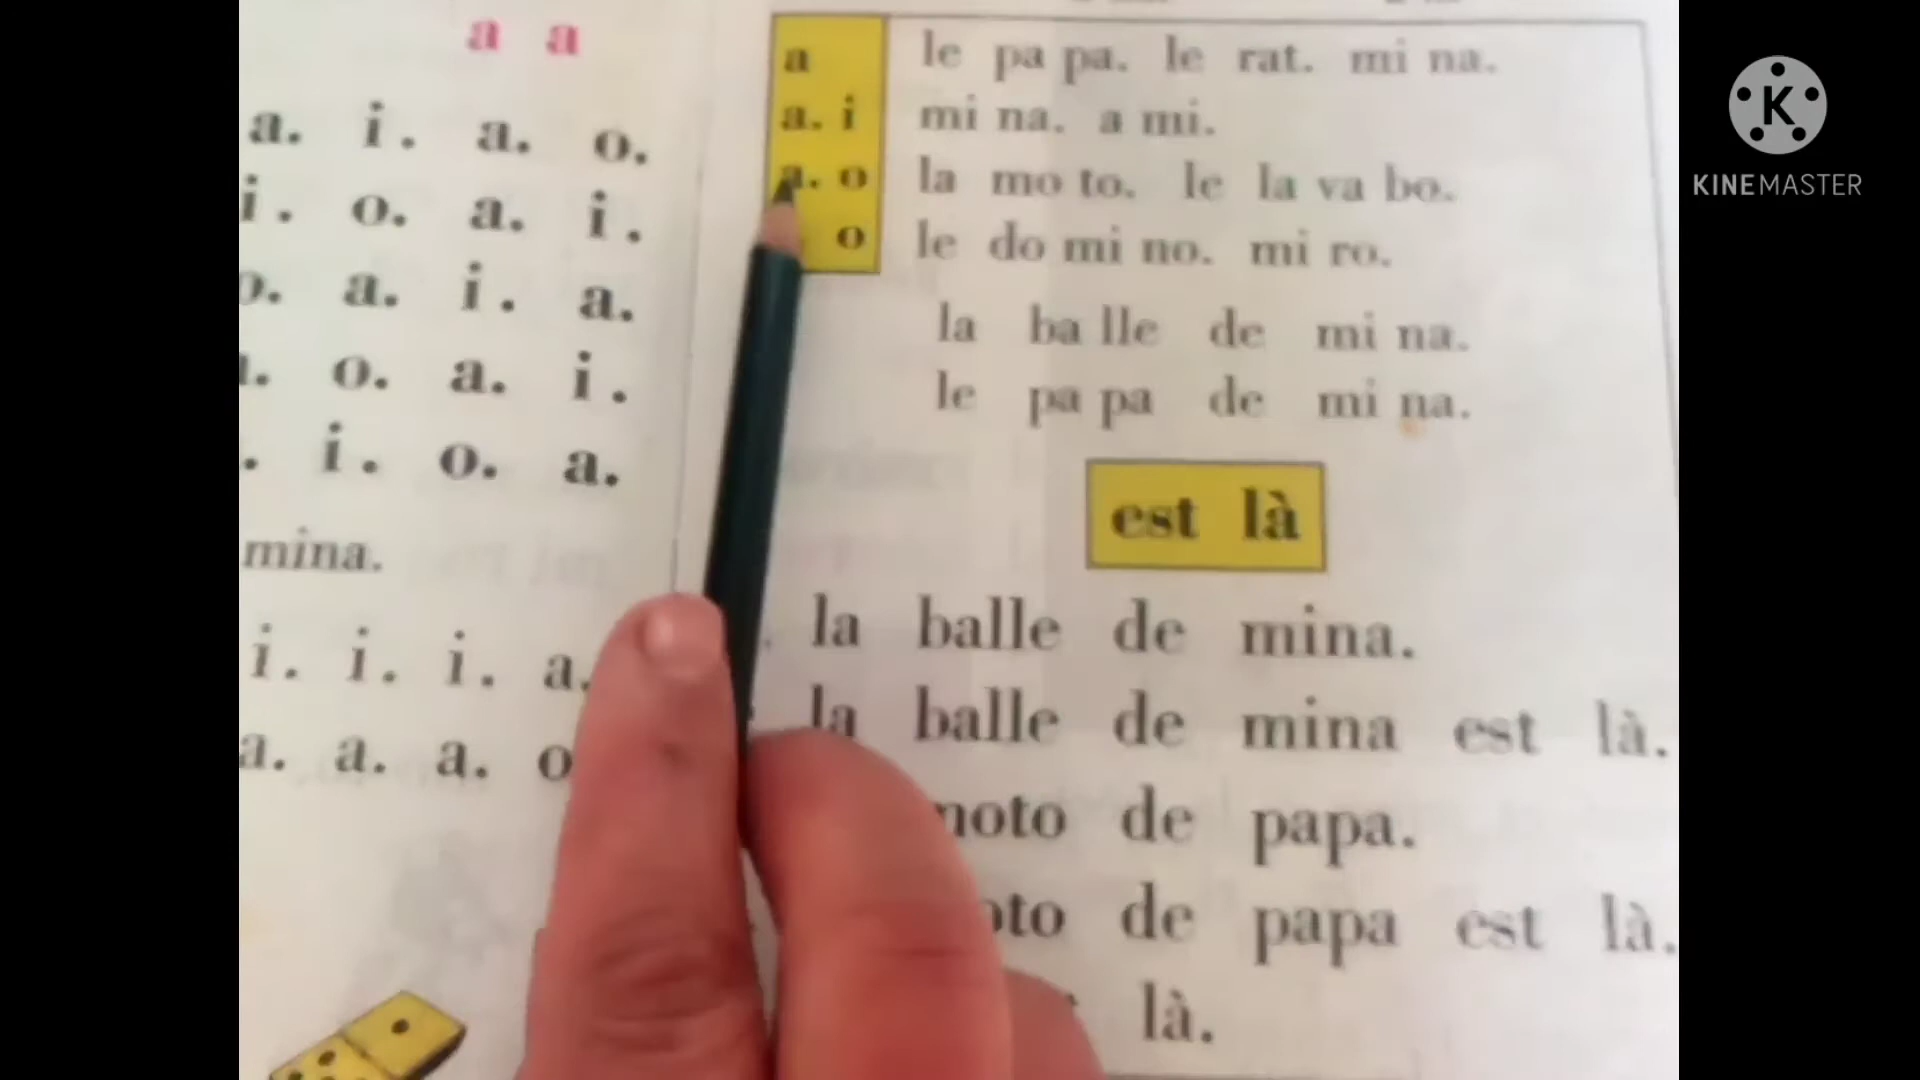 a a
a. i. a. o.
i. o. a. i.
o. a. i. a.
o. a. i.
i. o. a.
mina.
i. i. i. a.
a. a. a. o
a le pa pa. le rat. mi na.
a. i mi na. a mi.
a. o la mo to. le la va bo.
o le do mi no. mi ro.
la ba lle de mi na.
le pa pa de mi na.
est là
la balle de mina.
la balle de mina est là.
moto de papa.
de papa est là.
là.
KINEMASTER